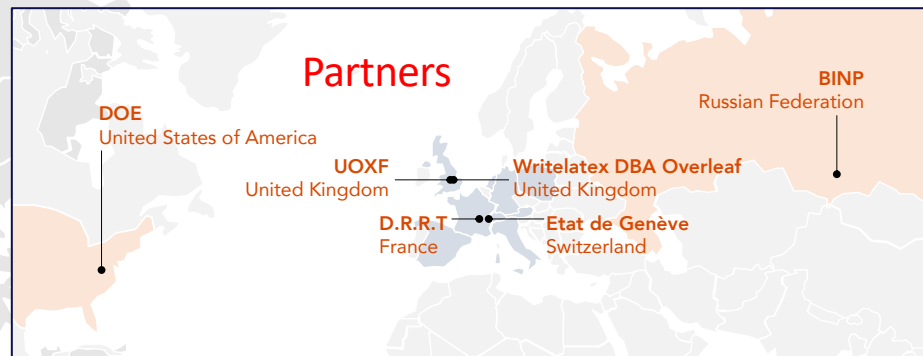 Partners
BINP
Russian Federation
DOE
United States of America
UOXF
United Kingdom
Writelatex DBA Overleaf
United Kingdom
D.R.R.T
France
Etat de Genève
Switzerland